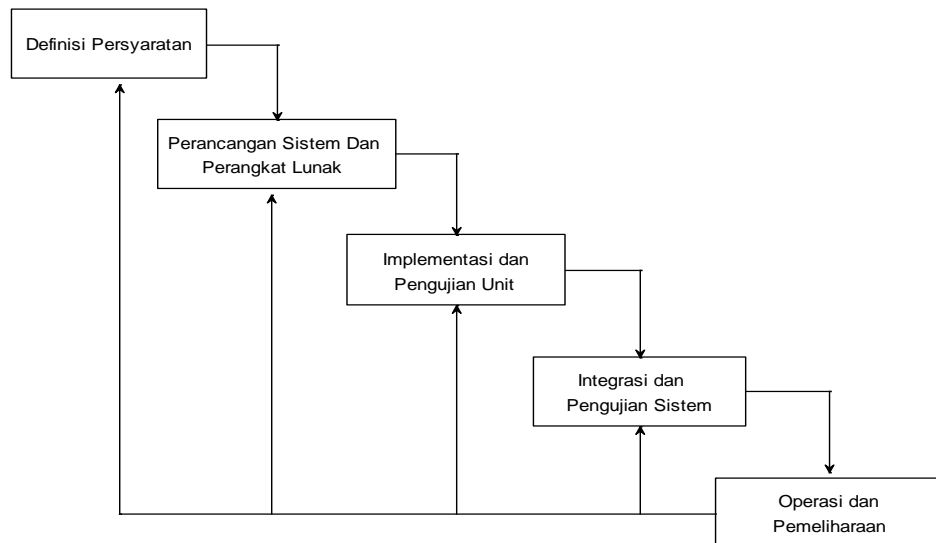 Definisi Persyaratan
Perancangan Sistem Dan
Perangkat Lunak
Implementasi dan
Pengujian Unit
Integrasi dan
Pengujian Sistem
Operasi dan
Pemeliharaan